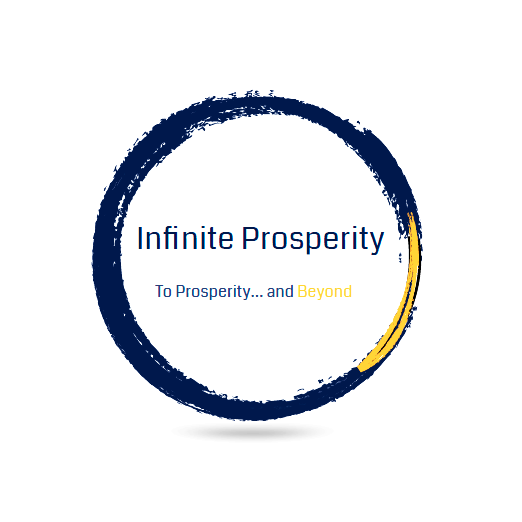 Infinite Prosperity
To Prosperity... and Beyond